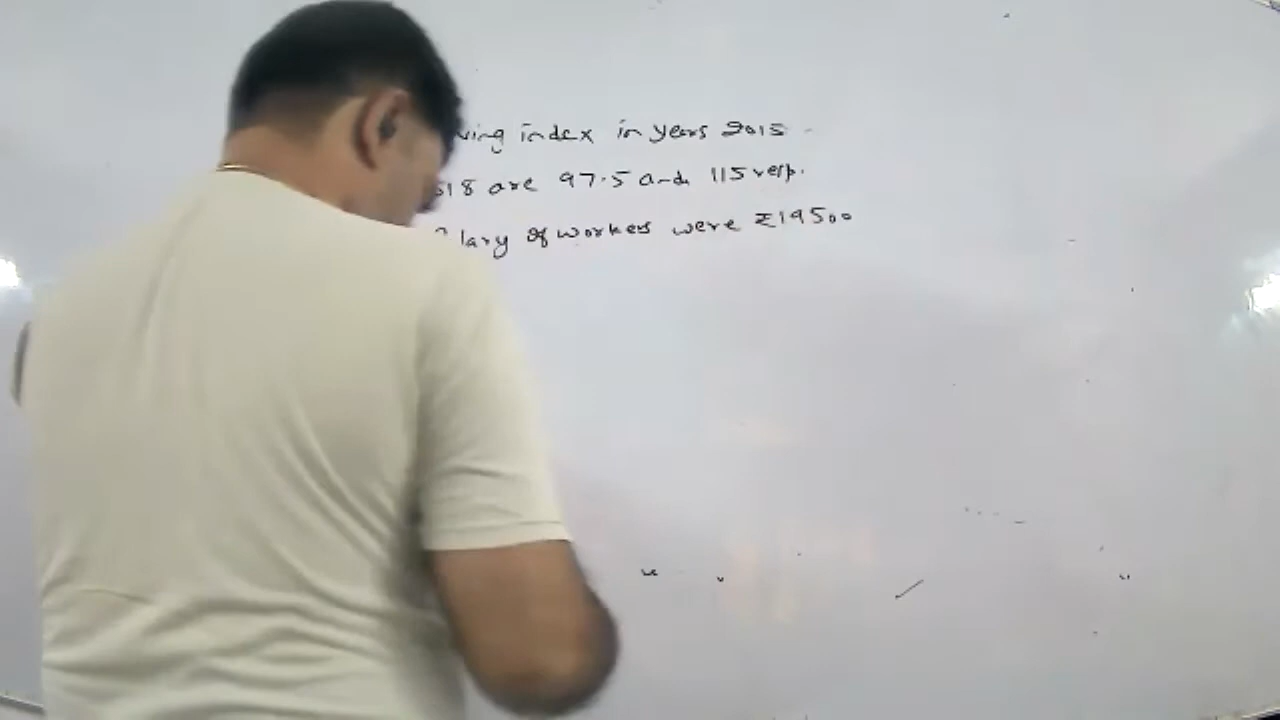 ving index in years 2015
18 are 97.5 and 115 resp.
lary of workers were ₹19500